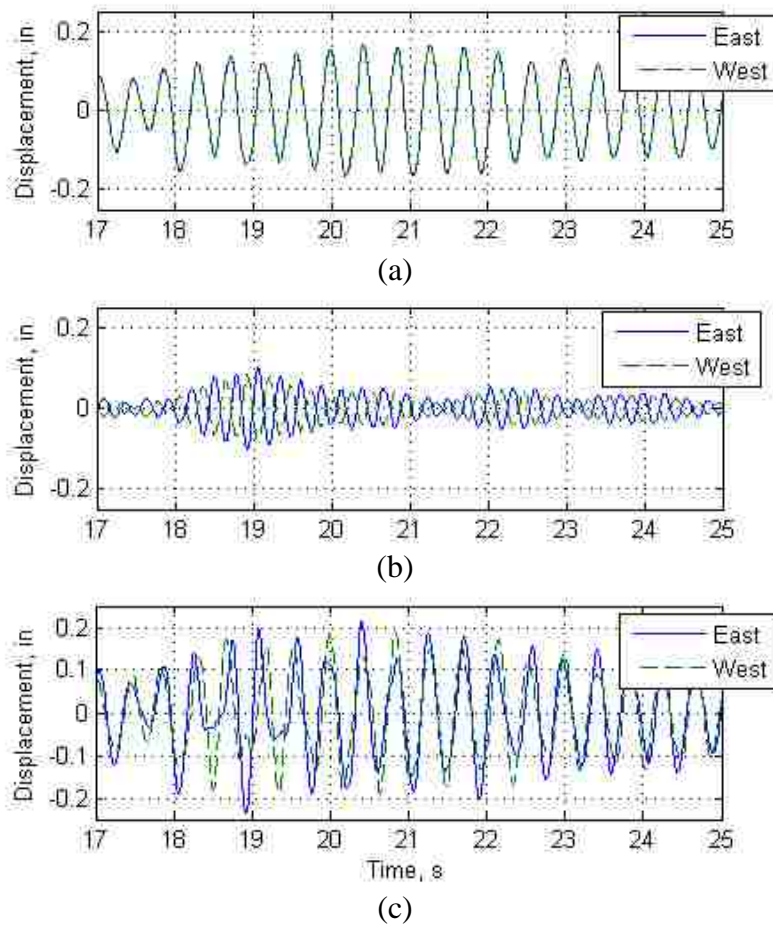 Displacement, in
0.2
0
-0.2
East
West
17 18 19 20 21 22 23 24 25
(a)
Displacement, in
0.2
0
-0.2
East
West
17 18 19 20 21 22 23 24 25
(b)
Displacement, in
0.2
0.1
0
-0.1
-0.2
East
West
17 18 19 20 21 22 23 24 25
Time, s
(c)